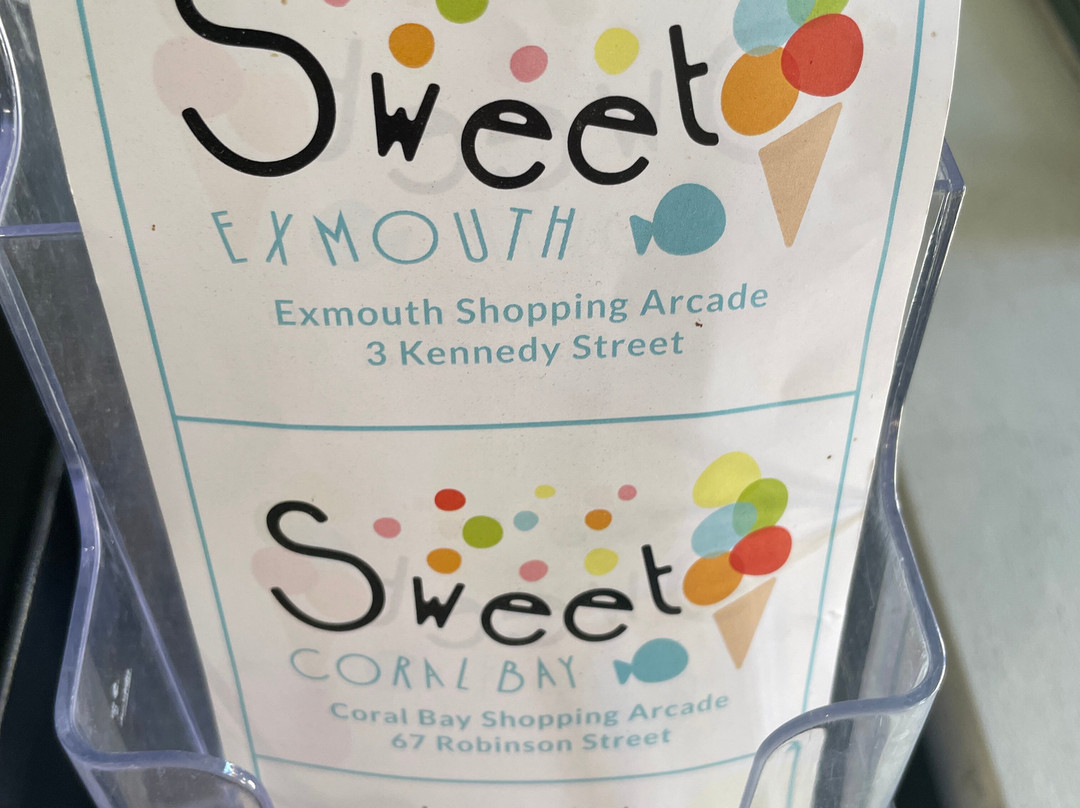 Sweet
EXMOUTH
Exmouth Shopping Arcade
3 Kennedy Street
Sweet
CORAL BAY
Coral Bay Shopping Arcade
67 Robinson Street